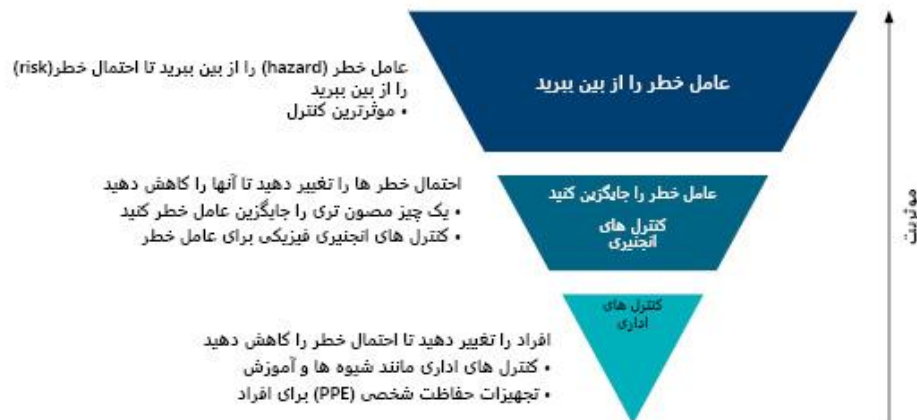 عامل خطر (hazard) را از بین ببرید تا احتمال خطر(risk)
را از بین ببرید
• موثرترین کنترل
عامل خطر را از بین ببرید
احتمال خطر ها را تغییر دهید تا آنها را کاهش دهید
• یک چیز مصون تری را جایگزین عامل خطر کنید
• کنترل های انجنیری فیزیکی برای عامل خطر
عامل خطر را جایگزین کنید
کنترل های
انجنیری
کنترل های
اداری
افراد را تغییر دهید تا احتمال خطر را کاهش دهید
• کنترل های اداری مانند شیوه ها و آموزش
• تجهیزات حفاظت شخصی (PPE) برای افراد
موثریت